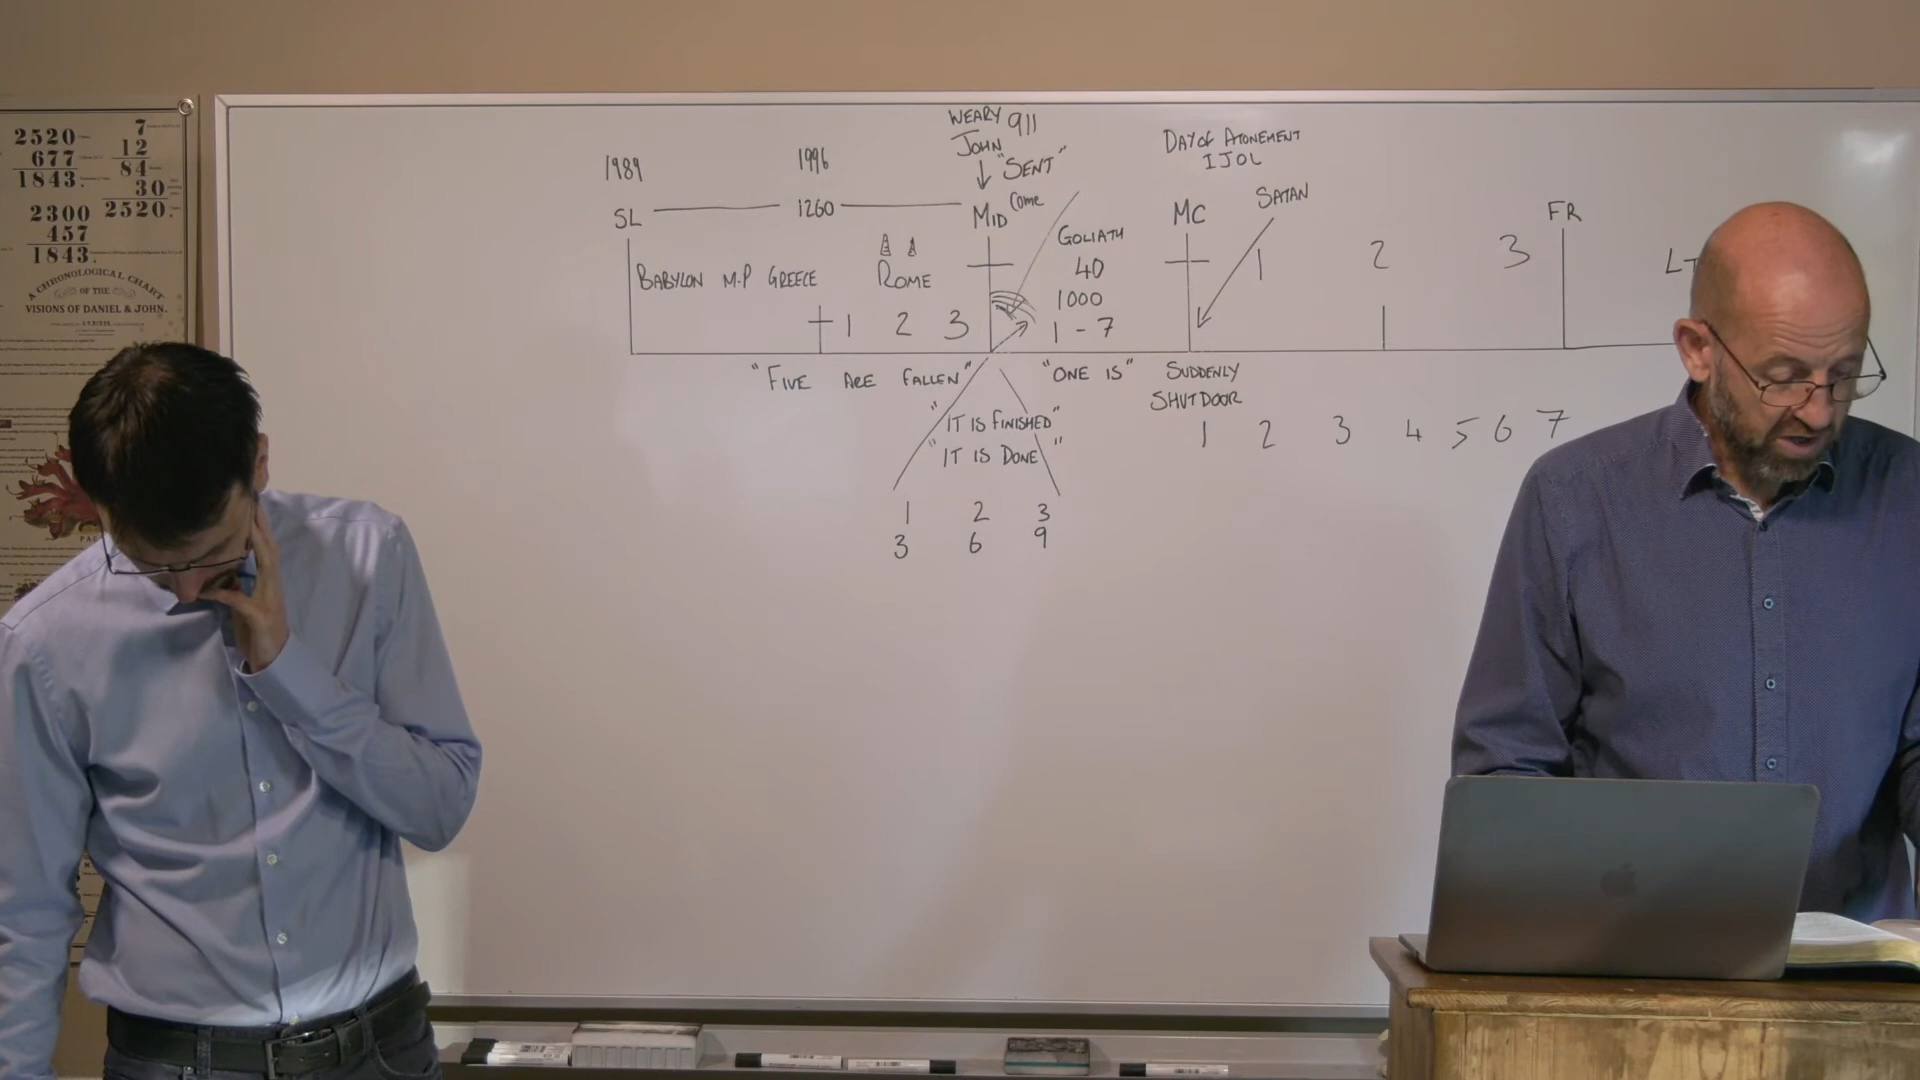 2520
677
1843.
7
12
84
30
2520.
2300
457
1843.
A CHRONOLOGICAL CHART
OF THE
VISIONS OF DANIEL & JOHN.
WEARY 911
JOHN
"SENT"
DAY OF ATONEMENT
IJOL
1989
1996
SL
1260
MID
COME
MC
SATAN
FR
GOLIATH
40
1000
1 - 7
BABYLON M-P GREECE
ROME
1 2 3
1 2 3
"FIVE ARE FALLEN"
"ONE IS"
SUDDENLY
SHUT DOOR
"IT IS FINISHED"
"IT IS DONE"
1 2 3 4 5 6 7
1 2 3
3 6 9